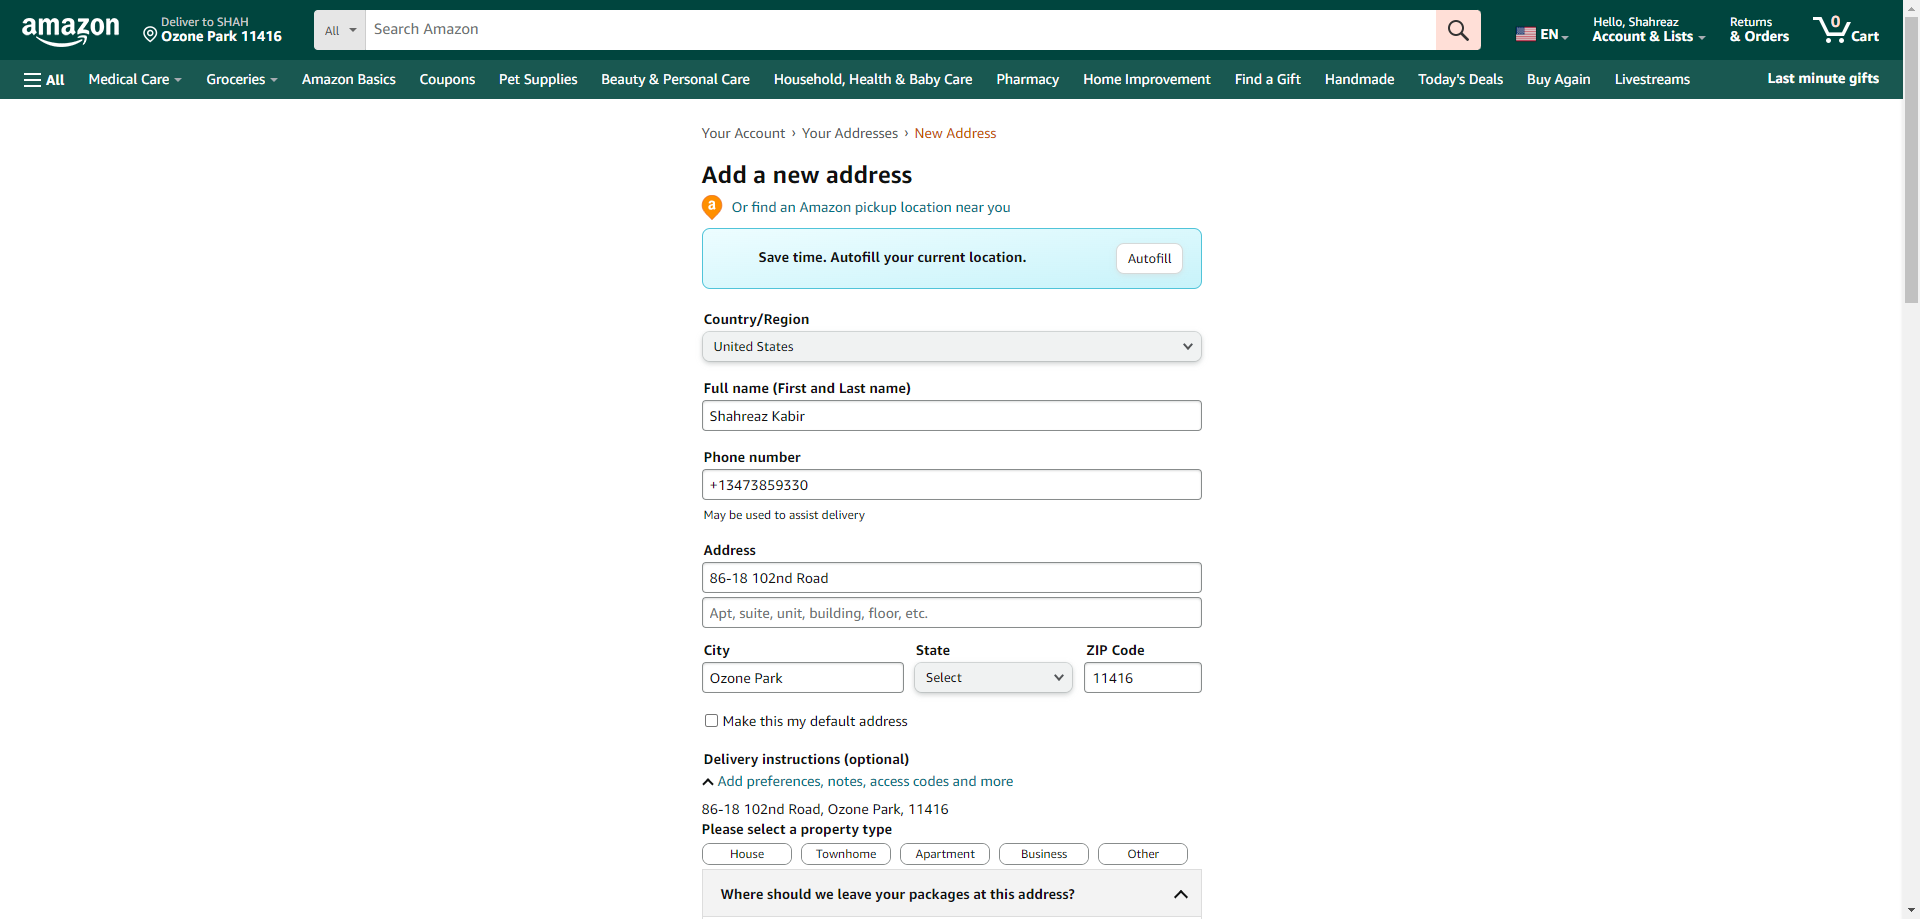 amazon
Deliver to SHAH
Ozone Park 11416
All
Search Amazon
EN
Hello, Shahreaz
Account & Lists
Returns
& Orders
0
Cart
All
Medical Care
Groceries
Amazon Basics
Coupons
Pet Supplies
Beauty & Personal Care
Household, Health & Baby Care
Pharmacy
Home Improvement
Find a Gift
Handmade
Today's Deals
Buy Again
Livestreams
Last minute gifts
Your Account › Your Addresses › New Address
Add a new address
a
Or find an Amazon pickup location near you
Save time. Autofill your current location.
Autofill
Country/Region
United States
Full name (First and Last name)
Shahreaz Kabir
Phone number
+13473859330
May be used to assist delivery
Address
86-18 102nd Road
Apt, suite, unit, building, floor, etc.
City State ZIP Code
Ozone Park Select 11416
Make this my default address
Delivery instructions (optional)
Add preferences, notes, access codes and more
86-18 102nd Road, Ozone Park, 11416
Please select a property type
House Townhome Apartment Business Other
Where should we leave your packages at this address?